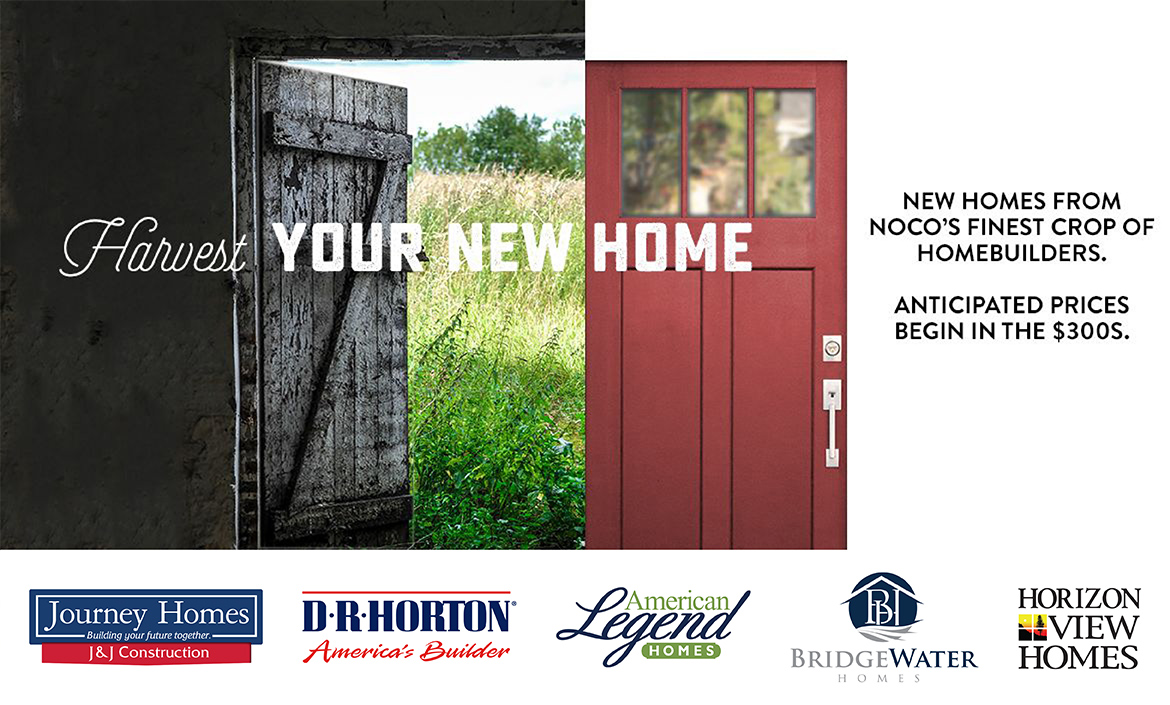 Harvest YOUR NEW HOME
NEW HOMES FROM
NOCO'S FINEST CROP OF
HOMEBUILDERS.
ANTICIPATED PRICES
BEGIN IN THE $300S.
Journey Homes
Building your future together.
J&J Construction
D·R·HORTON®
America's Builder
American
Legend
HOMES
BH
BRIDGEWATER
HOMES
HORIZON
VIEW
HOMES